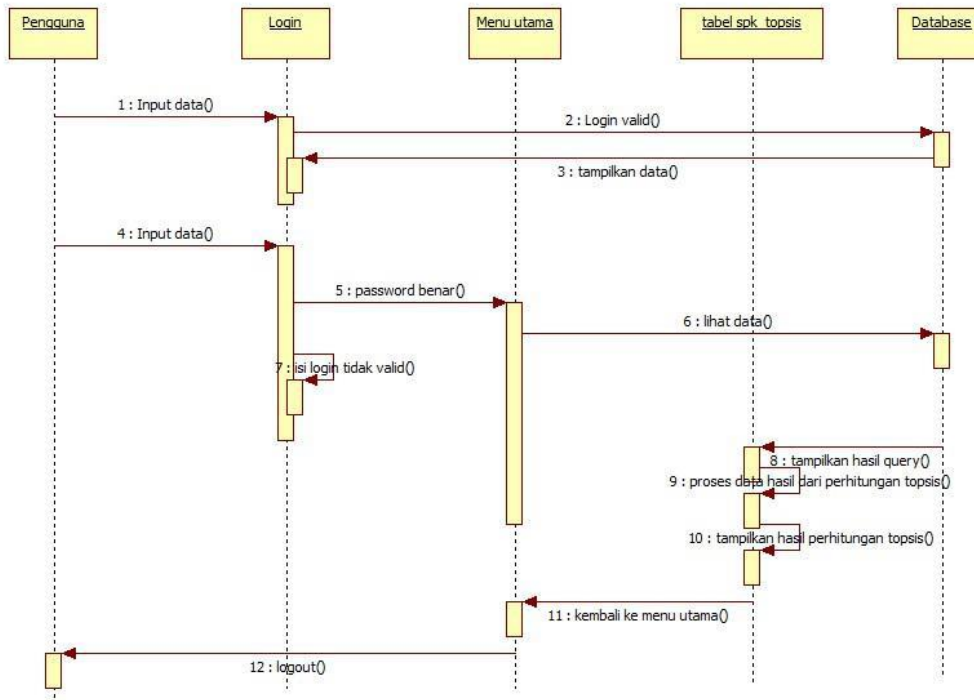 Pengguna
Login
Menu utama
tabel spk_topsis
Database
1 : Input data()
2 : Login valid()
3 : tampilkan data()
4 : Input data()
5 : password benar()
6 : lihat data()
7 : isi login tidak valid()
8 : tampilkan hasil query()
9 : proses data hasil dari perhitungan topsis()
10 : tampilkan hasil perhitungan topsis()
11 : kembali ke menu utama()
12 : logout()